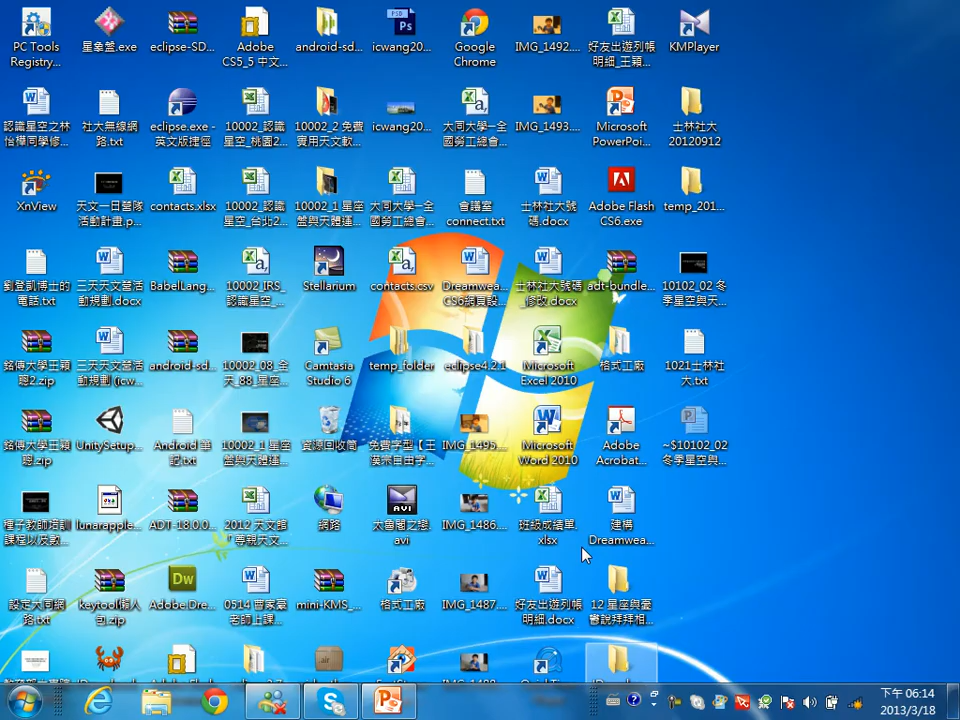 PC Tools
Registry...
星象盤.exe
eclipse-SD...
Adobe
CS5_5 中文...
android-sd...
PSD
Ps
icwang20...
Google
Chrome
IMG_1492....
好友出遊列帳
明細_王穎...
KMPlayer
認識星空之林
怡樺同學修...
社大無線網
路.txt
eclipse.exe -
英文版捷徑
10002_認識
星空_桃園2...
10002_2 免費
實用天文軟...
icwang20...
大同大學－全
國勞工總會...
IMG_1493....
Microsoft
PowerPoi...
士林社大
20120912
XnView
天文一日營隊
活動計畫.p...
contacts.xlsx
10002_認識
星空_台北2...
10002_1 星座
盤與天體運...
大同大學－全
國勞工總會...
會議室
connect.txt
士林社大號
碼.docx
Adobe Flash
CS6.exe
temp_201...
劉登凱博士的
電話.txt
三天天文營活
動規劃.docx
BabelLang...
10002_IRS_
認識星空_...
Stellarium
contacts.csv
Dreamwea...
CS6網頁設...
士林社大號碼
_修改.docx
adt-bundle...
10102_02 冬
季星空與天...
銘傳大學王穎
聰2.zip
三天天文營活
動規劃 (icw...
android-sd...
10002_08_全
天_88_星座...
Camtasia
Studio 6
temp_folder
eclipse4.2.1
Microsoft
Excel 2010
格式工廠
1021士林社
大.txt
銘傳大學王穎
聰.zip
UnitySetup...
Android 筆
記.txt
10002_1 星座
盤與天體運...
資源回收筒
免費字型【王
漢宗自由字...
IMG_1495....
Microsoft
Word 2010
Adobe
Acrobat...
~$10102_02
冬季星空與...
種子教師培訓
課程以及教...
lunarapple...
ADT-18.0.0...
2012 天文館
網路
AVI
太魯閣之戀.
avi
IMG_1486....
班級成績單.
xlsx
建構
Dreamwea...
設定大同網
路.txt
keytool懶人
包.zip
Dw
Adobe Dre...
0514 曹家豪
老師上課...
mini-KMS_...
格式工廠
IMG_1487....
好友出遊列帳
明細.docx
12 星座與憂
鬱說拜拜相...
air
下午 06:14
2013/3/18